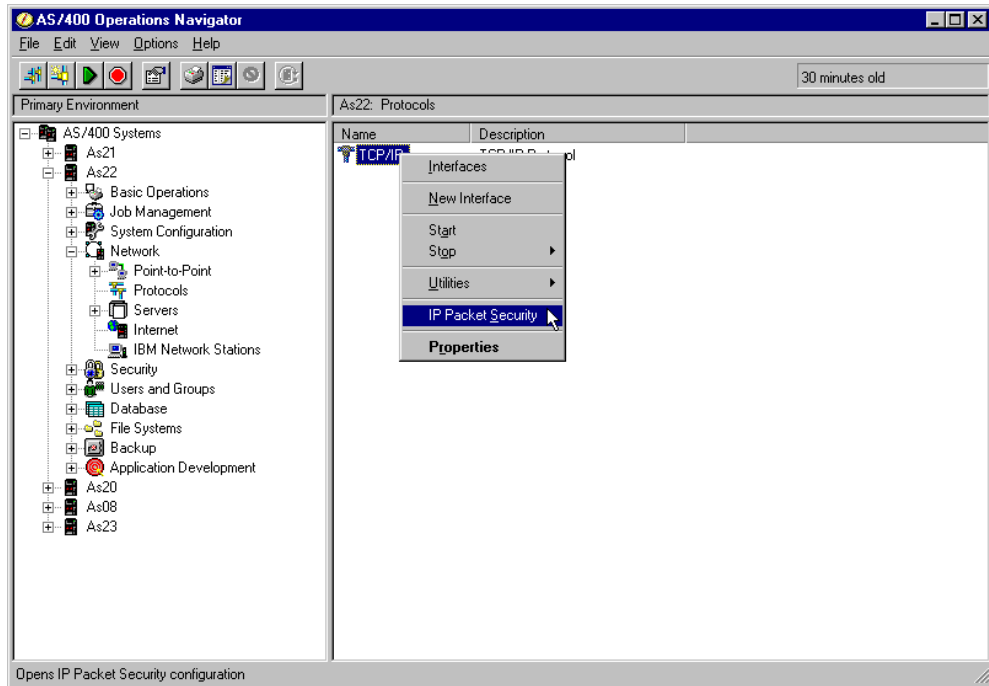 AS/400 Operations Navigator
File Edit View Options Help
30 minutes old
Primary Environment
As22: Protocols
AS/400 Systems
As21
As22
Basic Operations
Job Management
System Configuration
Network
Point-to-Point
Protocols
Servers
Internet
IBM Network Stations
Security
Users and Groups
Database
File Systems
Backup
Application Development
As20
As08
As23
Name Description
TCP/IP
Interfaces
New Interface
Start
Stop
Utilities
IP Packet Security
Properties
Opens IP Packet Security configuration